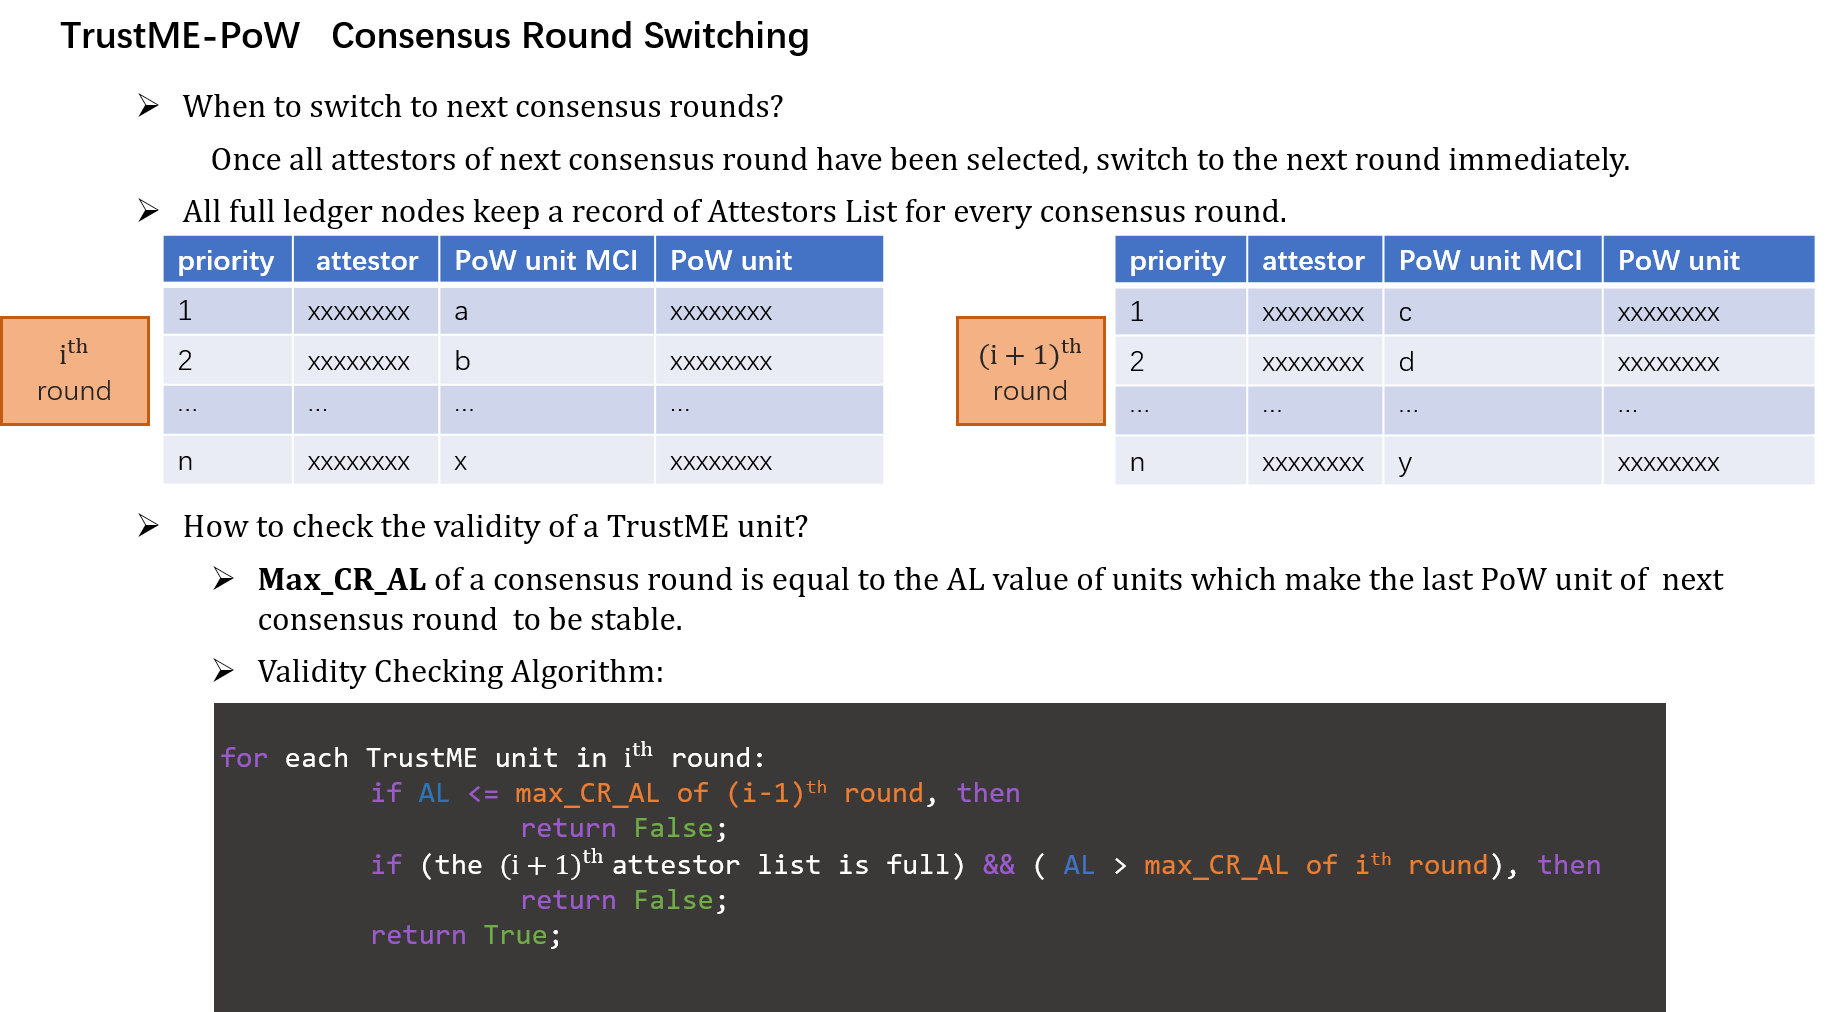 TrustME-PoW Consensus Round Switching
➢ When to switch to next consensus rounds?
Once all attestors of next consensus round have been selected, switch to the next round immediately.
➢ All full ledger nodes keep a record of Attestors List for every consensus round.
priority attestor PoW unit MCI PoW unit
1 xxxxxxxx a xxxxxxxx
2 xxxxxxxx b xxxxxxxx
... ... ... ...
n xxxxxxxx x xxxxxxxx
iᵗʰ
round
priority attestor PoW unit MCI PoW unit
1 xxxxxxxx c xxxxxxxx
2 xxxxxxxx d xxxxxxxx
... ... ... ...
n xxxxxxxx y xxxxxxxx
(i + 1)ᵗʰ
round
➢ How to check the validity of a TrustME unit?
➢ Max_CR_AL of a consensus round is equal to the AL value of units which make the last PoW unit of next
consensus round to be stable.
➢ Validity Checking Algorithm:
for each TrustME unit in iᵗʰ round:
if AL <= max_CR_AL of (i-1)ᵗʰ round, then
return False;
if (the (i + 1)ᵗʰ attestor list is full) && ( AL > max_CR_AL of iᵗʰ round), then
return False;
return True;